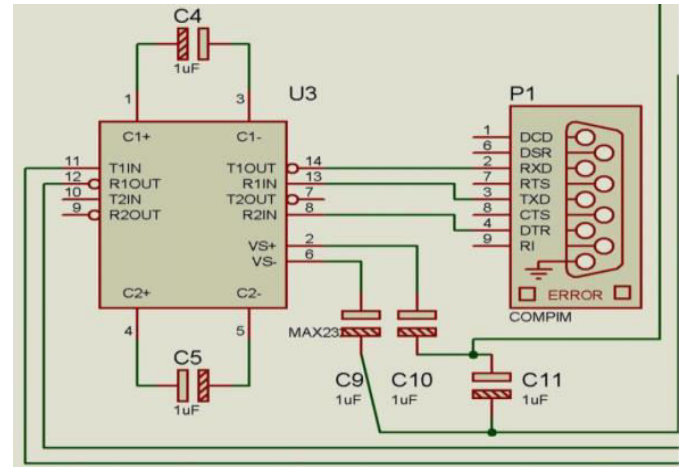 C4
1uF
1
3
U3
P1
C1+
C1-
11
T1IN
T1OUT
14
12
R1OUT
R1IN
13
10
T2IN
T2OUT
7
9
R2OUT
R2IN
8
VS+
2
VS-
6
C2+
C2-
4
5
MAX232
C5
1uF
C9
1uF
C10
1uF
C11
1uF
1
DCD
6
DSR
2
RXD
7
RTS
3
TXD
8
CTS
4
DTR
9
RI
ERROR
COMPIM